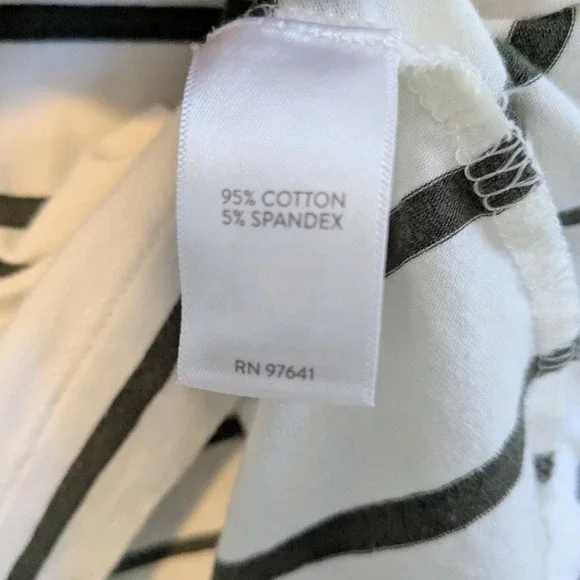 95% COTTON
5% SPANDEX
RN 97641